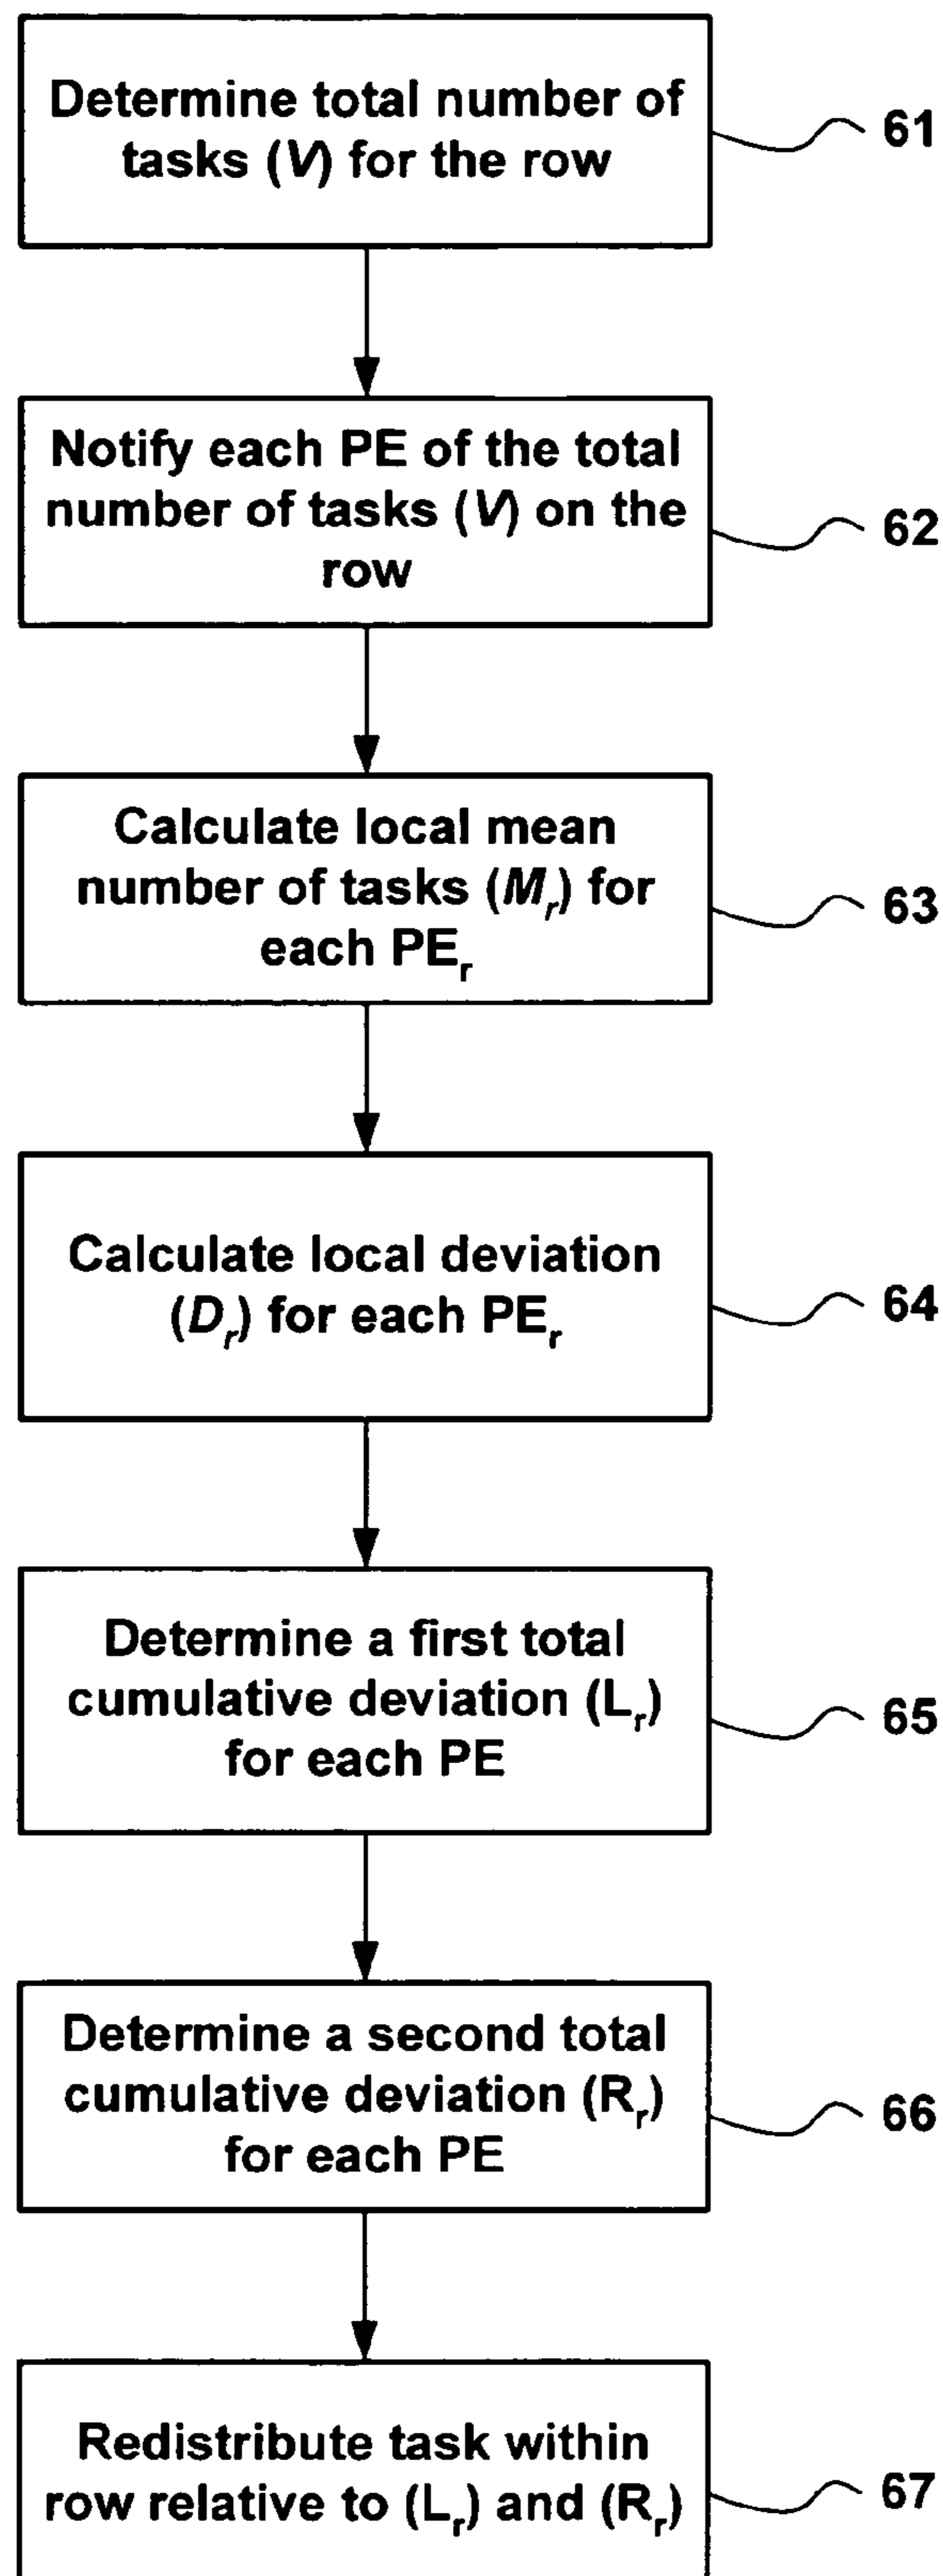 Determine total number of
tasks (V) for the row
61
Notify each PE of the total
number of tasks (V) on the
row
62
Calculate local mean
number of tasks (Mr) for
each PEr
63
Calculate local deviation
(Dr) for each PEr
64
Determine a first total
cumulative deviation (Lr)
for each PE
65
Determine a second total
cumulative deviation (Rr)
for each PE
66
Redistribute task within
row relative to (Lr) and (Rr)
67